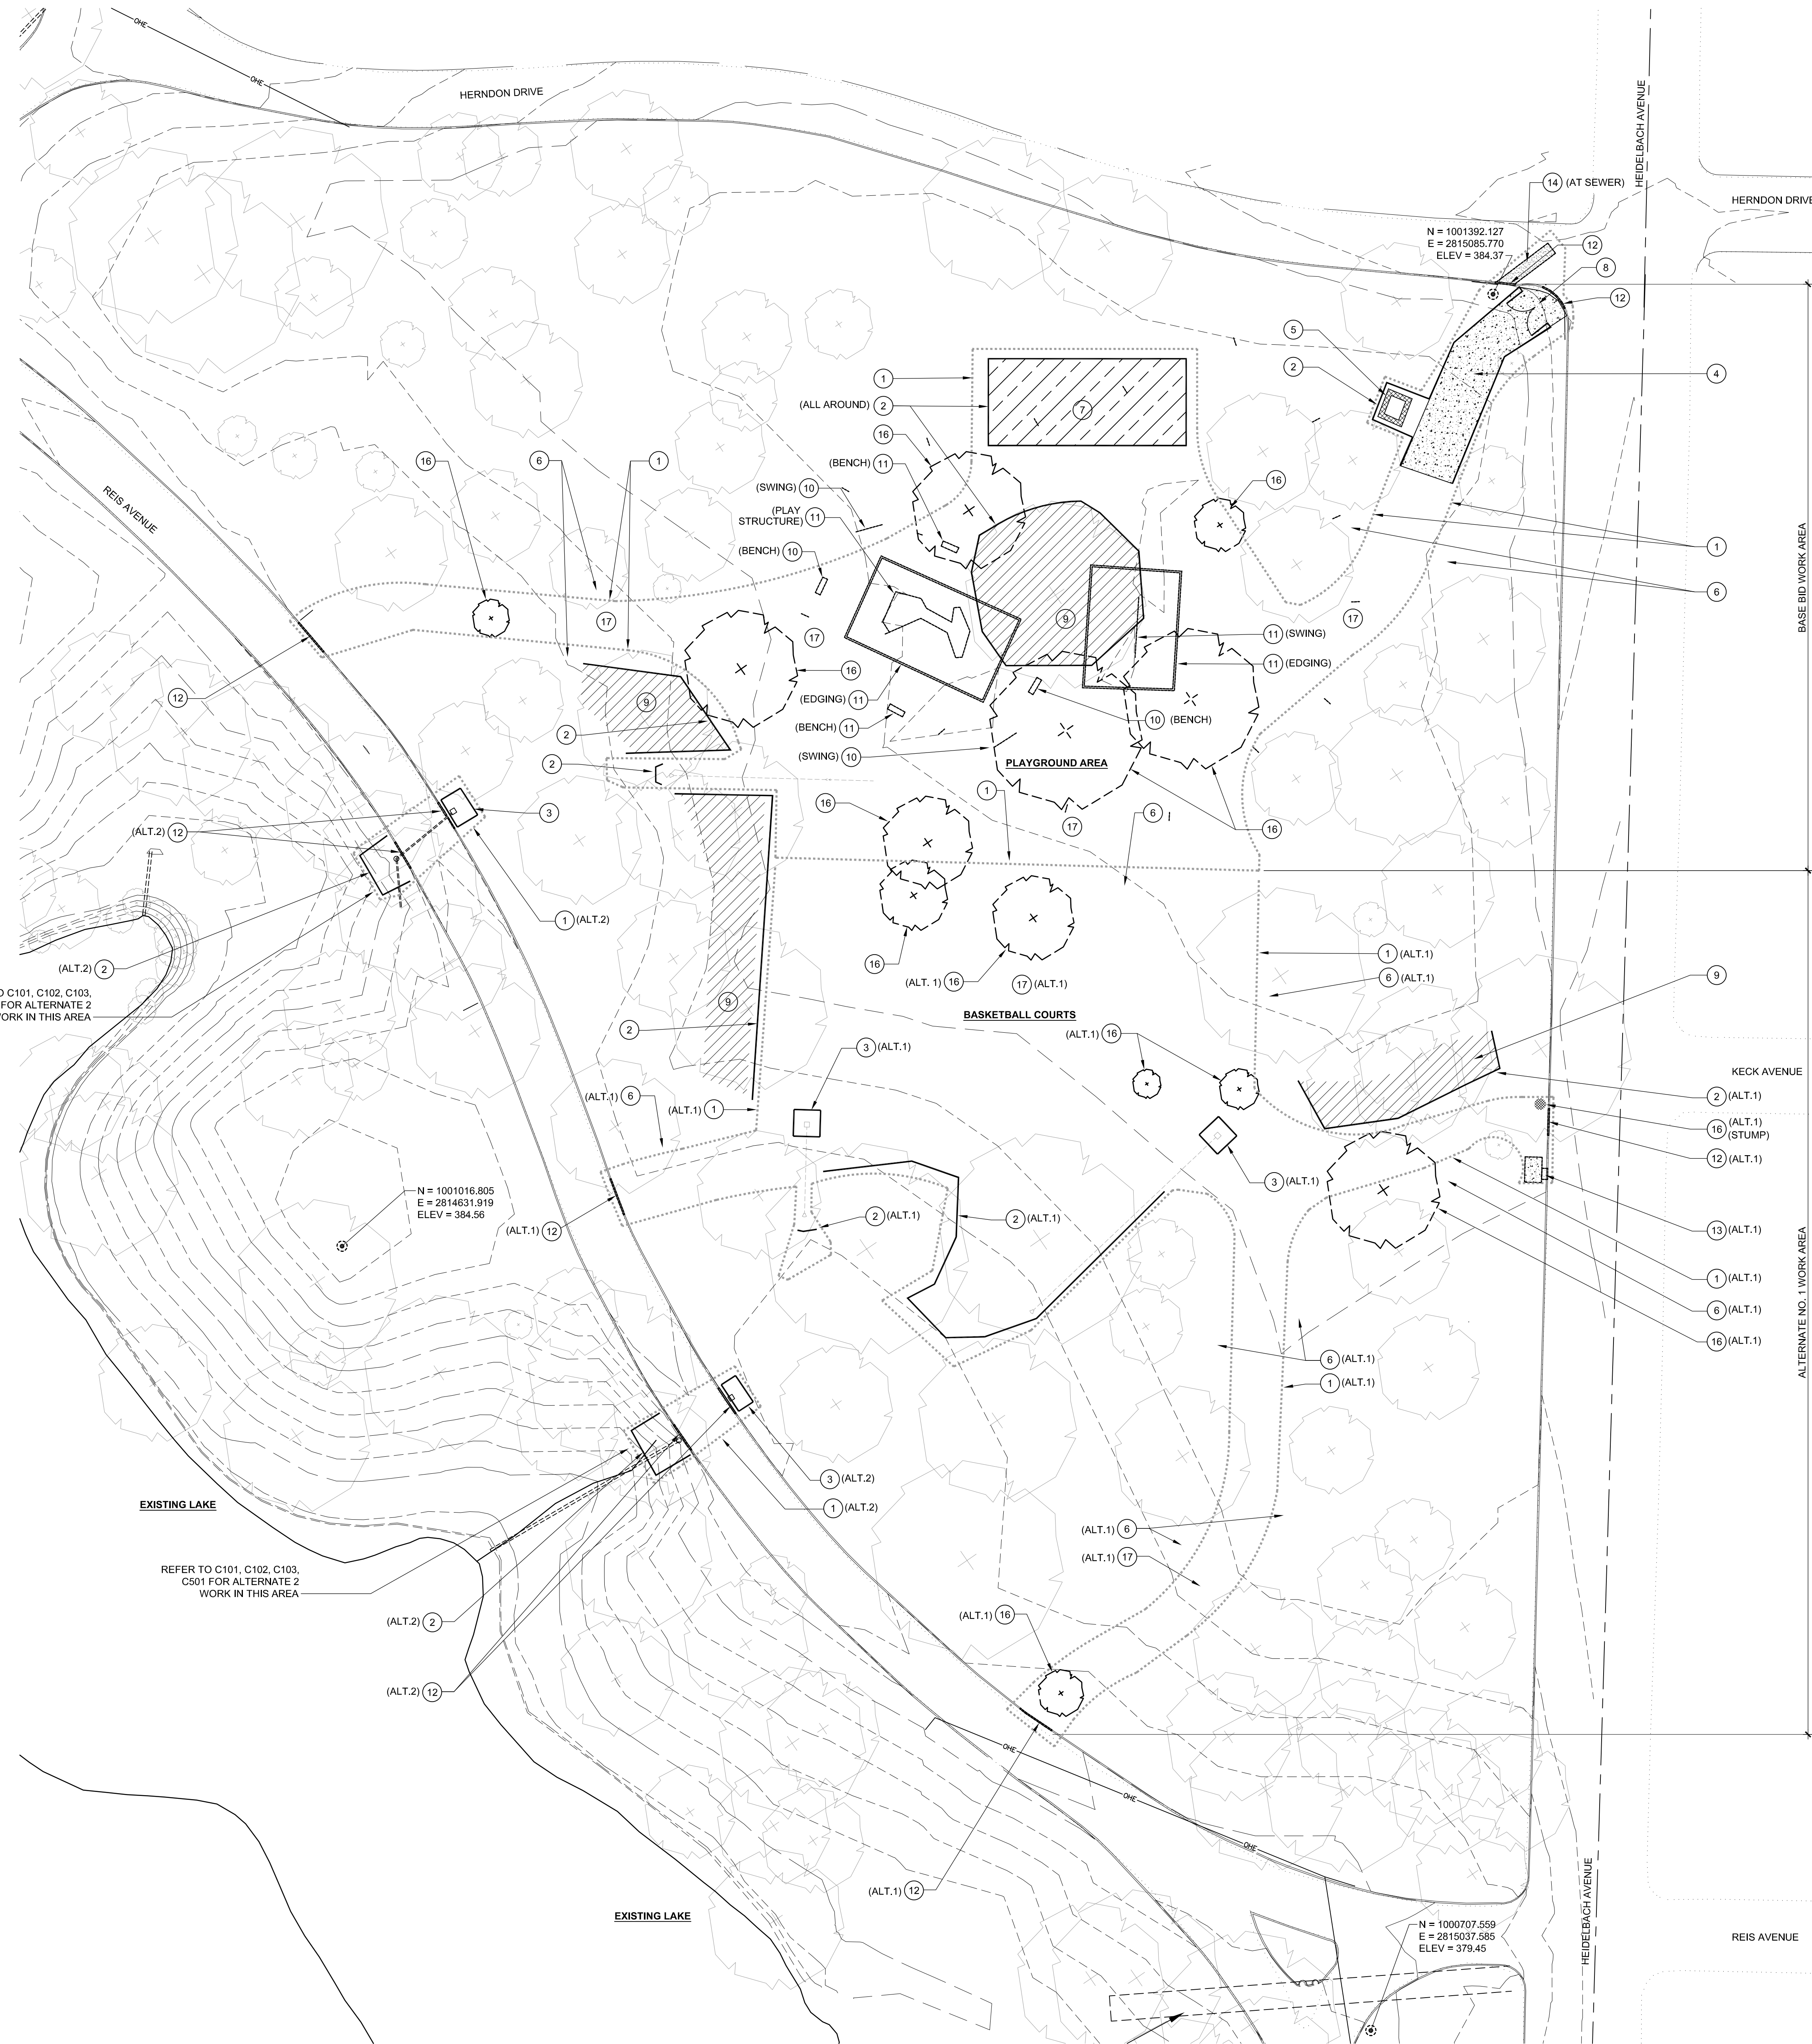 OHE
OHE
HERNDON DRIVE
HEIDELBACH AVENUE
14 (AT SEWER)
HERNDON DRIVE
N = 1001392.127
E = 2815085.770
ELEV = 384.37
12
8
12
5
2
4
1
(ALL AROUND) 2
7
16
(BENCH) 11
16
6
1
(SWING) 10
(PLAY
STRUCTURE) 11
16
REIS AVENUE
(BENCH) 10
1
6
BASE BID WORK AREA
16
17
17
9
17
11 (SWING)
11 (EDGING)
16
12
9
(EDGING) 11
2
(BENCH) 11
10 (BENCH)
(SWING) 10
2
PLAYGROUND AREA
1
16
3
6
17
16
(ALT.2) 12
1 (ALT.2)
16
(ALT. 1) 16
17 (ALT.1)
1 (ALT.1)
6 (ALT.1)
9
(ALT.2) 2
O C101, C102, C103,
FOR ALTERNATE 2
WORK IN THIS AREA
9
2
BASKETBALL COURTS
(ALT.1) 16
3 (ALT.1)
KECK AVENUE
(ALT.1) 6
(ALT.1) 1
2 (ALT.1)
16 (ALT.1)
(STUMP)
12 (ALT.1)
3 (ALT.1)
N = 1001016.805
E = 2814631.919
ELEV = 384.56
(ALT.1) 12
2 (ALT.1)
2 (ALT.1)
13 (ALT.1)
1 (ALT.1)
6 (ALT.1)
16 (ALT.1)
ALTERNATE NO. 1 WORK AREA
6 (ALT.1)
1 (ALT.1)
3 (ALT.2)
1 (ALT.2)
EXISTING LAKE
(ALT.1) 6
(ALT.1) 17
REFER TO C101, C102, C103,
C501 FOR ALTERNATE 2
WORK IN THIS AREA
(ALT.2) 2
(ALT.1) 16
(ALT.2) 12
OHE
OHE
OHE
(ALT.1) 12
EXISTING LAKE
HEIDELBACH AVENUE
N = 1000707.559
E = 2815037.585
ELEV = 379.45
REIS AVENUE